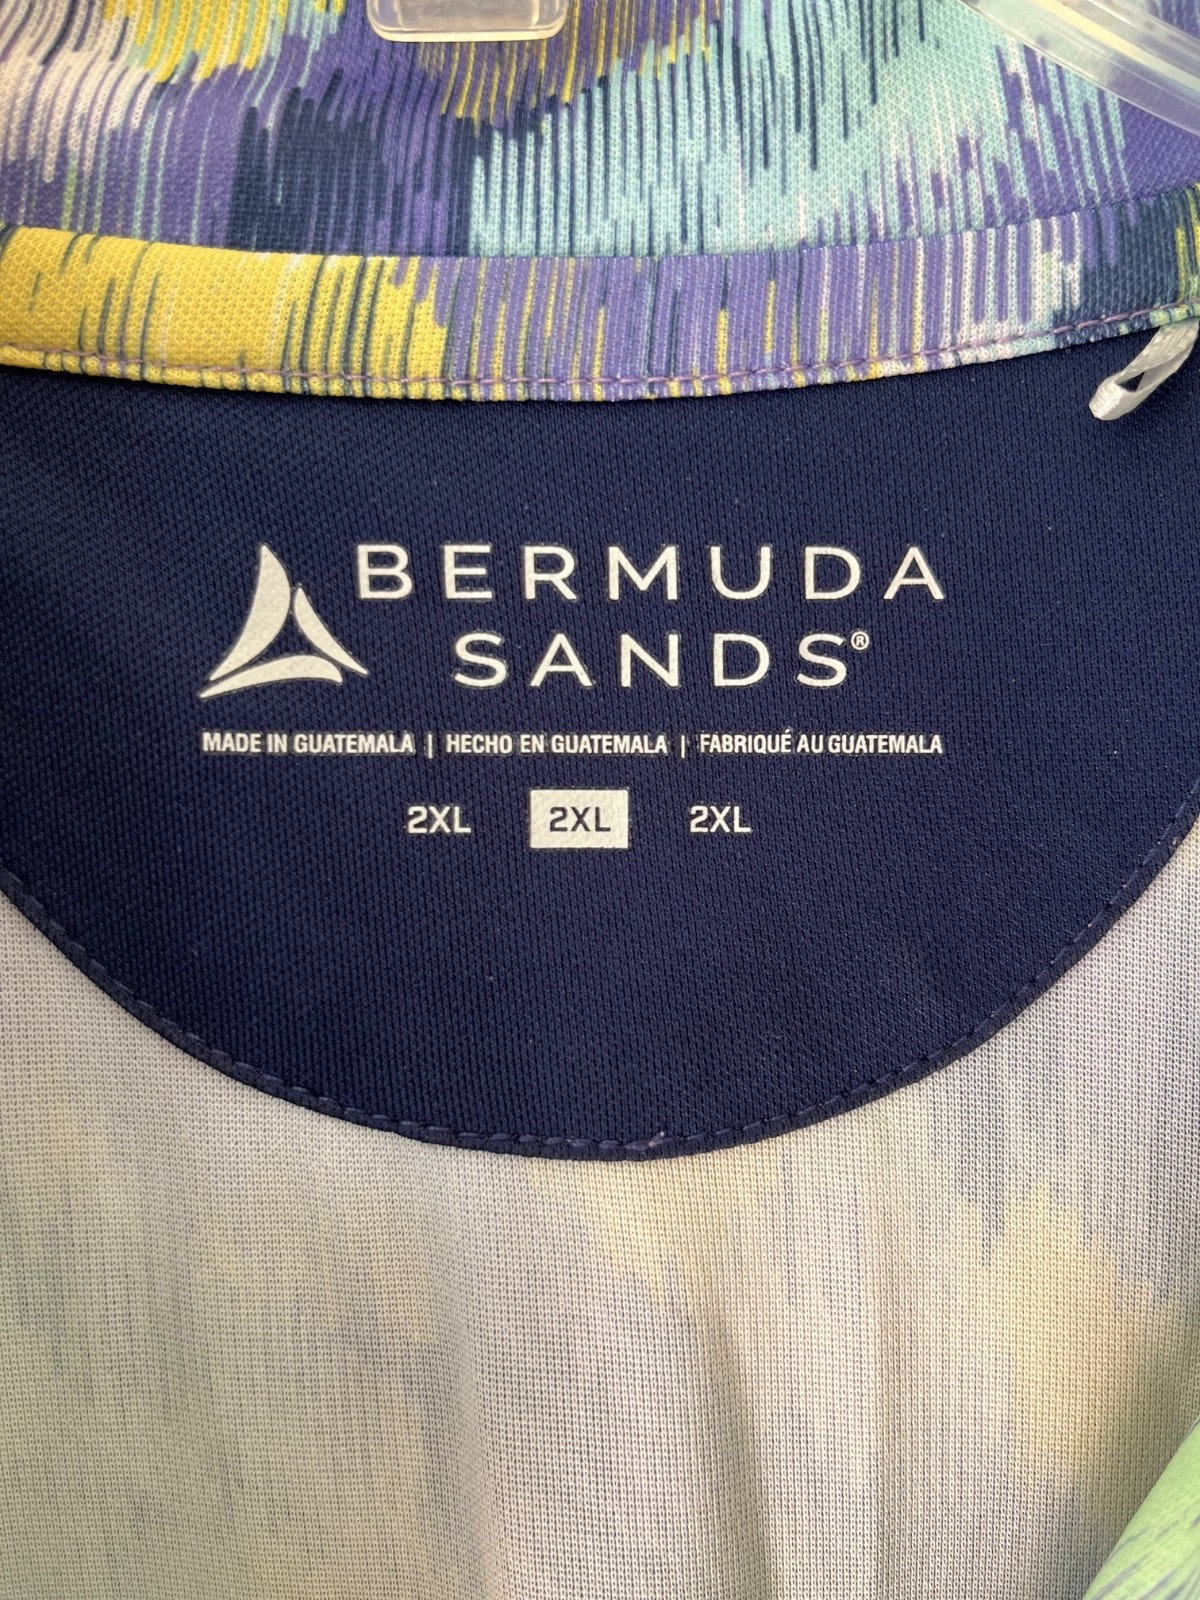 BERMUDA
SANDS®
MADE IN GUATEMALA | HECHO EN GUATEMALA | FABRIQUÉ AU GUATEMALA
2XL 2XL 2XL